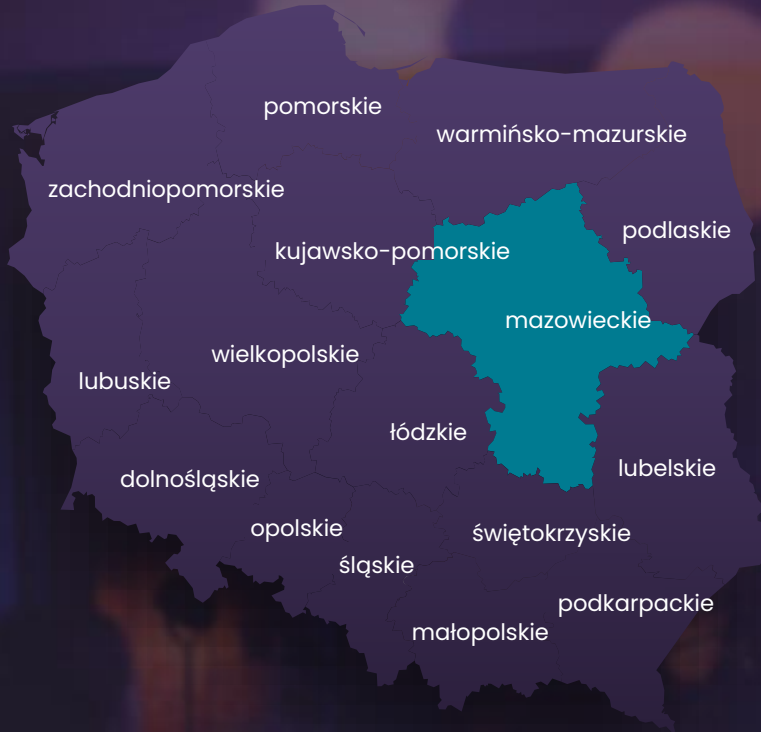 pomorskie
warmińsko-mazurskie
zachodniopomorskie
podlaskie
kujawsko-pomorskie
mazowieckie
wielkopolskie
lubuskie
łódzkie
lubelskie
dolnośląskie
opolskie
świętokrzyskie
śląskie
podkarpackie
małopolskie